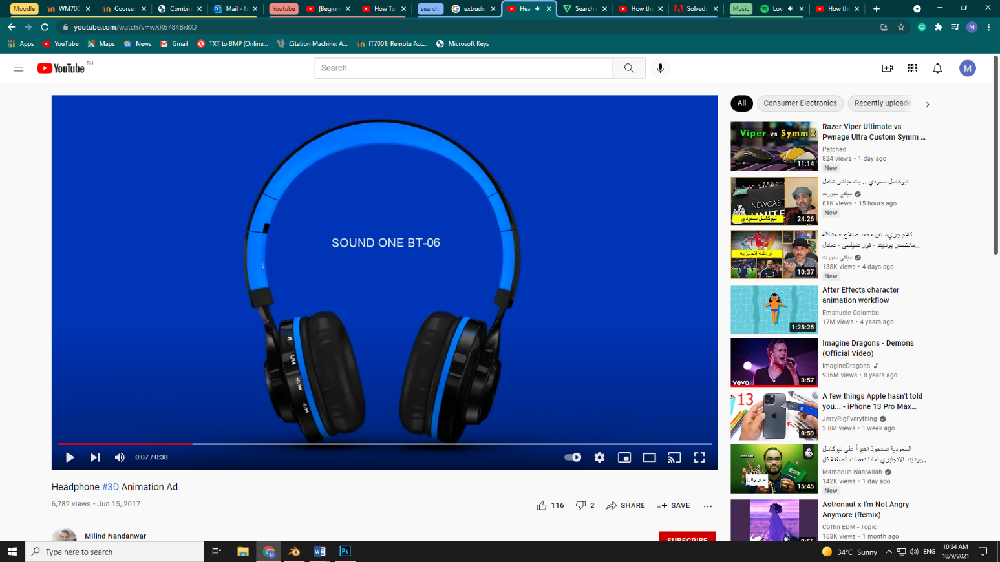 Moodle
WM700
Course:
Combin
Mail - M
Youtube
[Beginn
How To
search
extrude
Hea
Search r
How the
Solved:
Music
Lov
How the
youtube.com/watch?v=wXR6784BxKQ
Apps
YouTube
Maps
News
Gmail
TXT to BMP (Online...
Citation Machine: A...
IT7001: Remote Acc...
Microsoft Keys
YouTube BH
Search
M
All
Consumer Electronics
Recently uploade
SOUND ONE BT-06
0:07 / 0:38
Headphone #3D Animation Ad
6,782 views • Jun 15, 2017
116
2
SHARE
SAVE
Milind Nandanwar
SUBSCRIBE
Viper vs Symm 2
11:14
Razer Viper Ultimate vs
Pwnage Ultra Custom Symm ...
Patched
824 views • 1 day ago
New
نيوكاسل سعودي
24:26
نيوكاسل سعودي .. بث مباشر شامل
سيلفي سبورت
81K views • 15 hours ago
New
دردشة إنجليزية
10:37
كلام جريء عن محمد صلاح - مشكلة
مانشستر يونايتد - فوز تشيلسي - تعادل...
سيلفي سبورت
138K views • 4 days ago
New
1:25:25
After Effects character
animation workflow
Emanuele Colombo
17M views • 4 years ago
vevo
3:57
Imagine Dragons - Demons
(Official Video)
ImagineDragons
936M views • 8 years ago
13
8:59
A few things Apple hasn't told
you... - iPhone 13 Pro Max...
JerryRigEverything
2.8M views • 1 week ago
15:45
السعودية تستحوذ اخيراً على نيوكاسل
يونايتد الانجليزي لماذا تعطلت الصفقة كل...
Mamdouh NasrAllah
142K views • 1 day ago
New
Astronaut x I'm Not Angry
Anymore (Remix)
Coffin EDM - Topic
163K views • 1 month ago
Type here to search
34°C Sunny
ENG
10:34 AM
10/9/2021